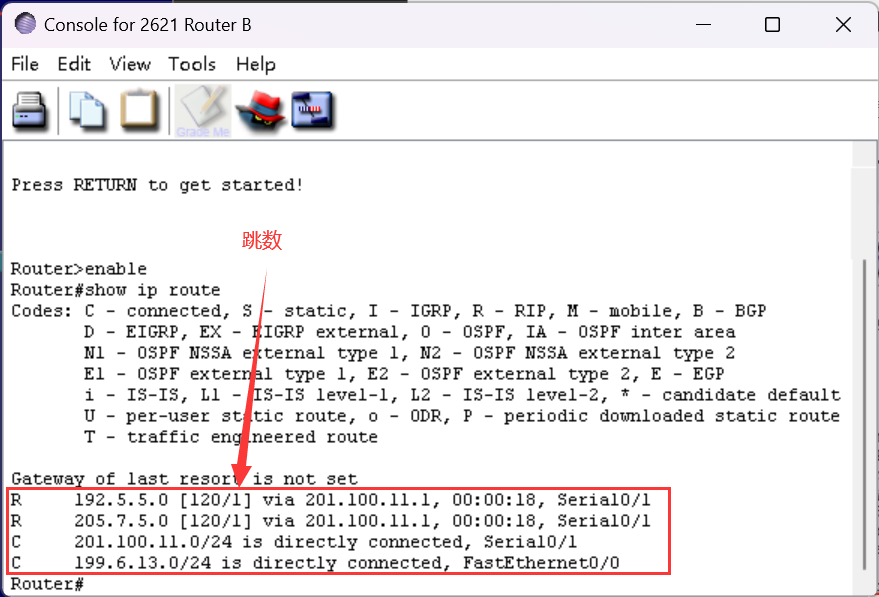 Console for 2621 Router B
File Edit View Tools Help
Grade Me
Press RETURN to get started!
跳数
Router>enable
Router#show ip route
Codes: C - connected, S - static, I - IGRP, R - RIP, M - mobile, B - BGP
D - EIGRP, EX - EIGRP external, O - OSPF, IA - OSPF inter area
N1 - OSPF NSSA external type 1, N2 - OSPF NSSA external type 2
E1 - OSPF external type 1, E2 - OSPF external type 2, E - EGP
i - IS-IS, L1 - IS-IS level-1, L2 - IS-IS level-2, * - candidate default
U - per-user static route, o - ODR, P - periodic downloaded static route
T - traffic engineered route
Gateway of last resort is not set
R 192.5.5.0 [120/1] via 201.100.11.1, 00:00:18, Serial0/1
R 205.7.5.0 [120/1] via 201.100.11.1, 00:00:18, Serial0/1
C 201.100.11.0/24 is directly connected, Serial0/1
C 199.6.13.0/24 is directly connected, FastEthernet0/0
Router#